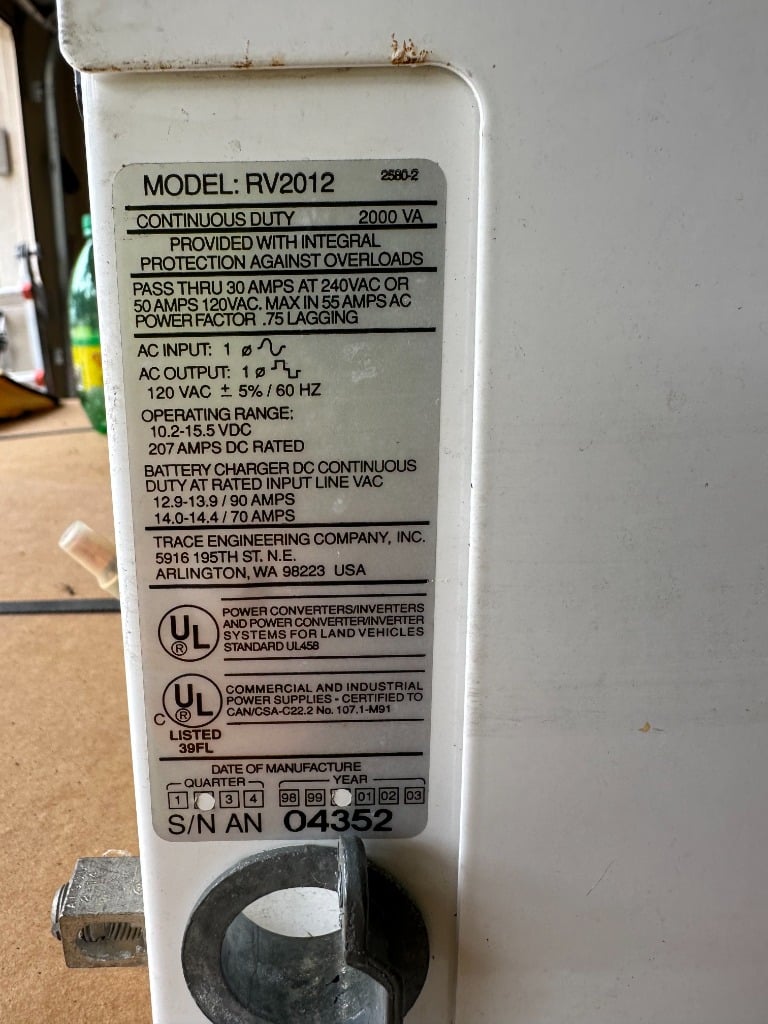 MODEL: RV2012 2580-2
CONTINUOUS DUTY 2000 VA
PROVIDED WITH INTEGRAL
PROTECTION AGAINST OVERLOADS
PASS THRU 30 AMPS AT 240VAC OR
50 AMPS 120VAC. MAX IN 55 AMPS AC
POWER FACTOR .75 LAGGING
AC INPUT: 1 ø
AC OUTPUT: 1 ø
120 VAC ± 5% / 60 HZ
OPERATING RANGE:
10.2-15.5 VDC
207 AMPS DC RATED
BATTERY CHARGER DC CONTINUOUS
DUTY AT RATED INPUT LINE VAC
12.9-13.9 / 90 AMPS
14.0-14.4 / 70 AMPS
TRACE ENGINEERING COMPANY, INC.
5916 195TH ST. N.E.
ARLINGTON, WA 98223 USA
UL ®
POWER CONVERTERS/INVERTERS
AND POWER CONVERTER/INVERTER
SYSTEMS FOR LAND VEHICLES
STANDARD UL458
C UL ®
LISTED
39FL
COMMERCIAL AND INDUSTRIAL
POWER SUPPLIES - CERTIFIED TO
CAN/CSA-C22.2 No. 107.1-M91
DATE OF MANUFACTURE
QUARTER YEAR
1 3 4 98 99 01 02 03
S/N AN 04352